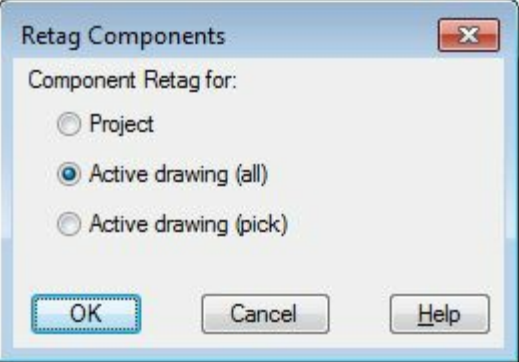 Retag Components
Component Retag for:
Project
Active drawing (all)
Active drawing (pick)
OK Cancel Help